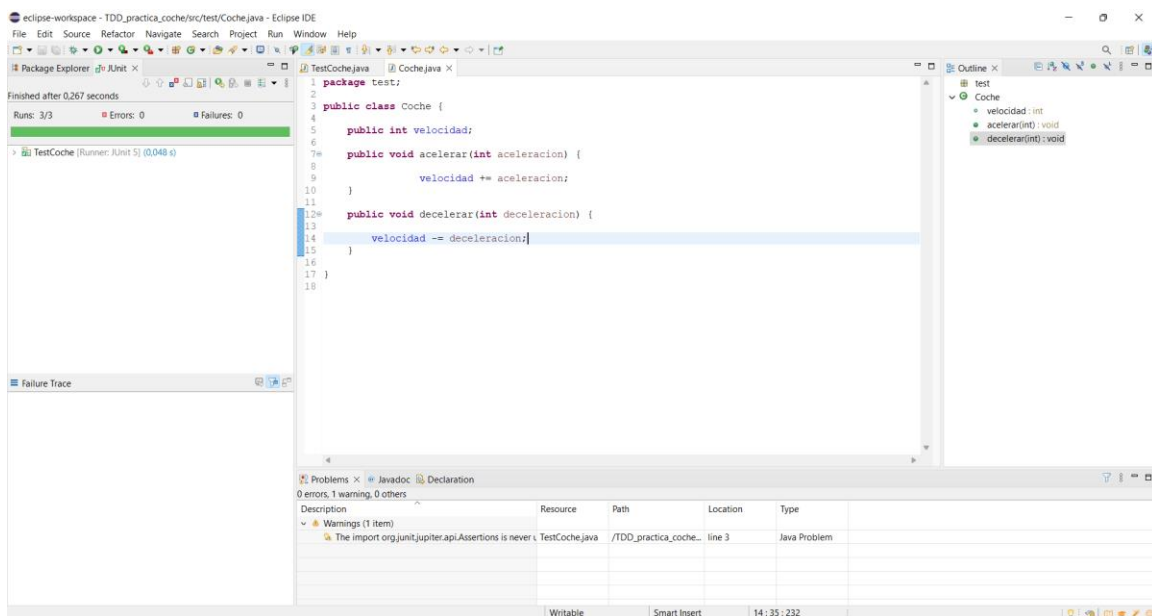 eclipse-workspace - TDD_practica_coche/src/test/Coche.java - Eclipse IDE
File Edit Source Refactor Navigate Search Project Run Window Help
Package Explorer JUnit
Finished after 0,267 seconds
Runs: 3/3 Errors: 0 Failures: 0
TestCoche [Runner: JUnit 5] (0,048 s)
Failure Trace
TestCoche.java Coche.java
1 package test;
2
3 public class Coche {
4
5 public int velocidad;
6
7 public void acelerar(int aceleracion) {
8
9 velocidad += aceleracion;
10 }
11
12 public void decelerar(int deceleracion) {
13
14 velocidad -= deceleracion;
15 }
16
17 }
18
Outline
test
Coche
velocidad : int
acelerar(int) : void
decelerar(int) : void
Problems Javadoc Declaration
0 errors, 1 warning, 0 others
Description Resource Path Location Type
Warnings (1 item)
The import org.junit.jupiter.api.Assertions is never TestCoche.java /TDD_practica_coche... line 3 Java Problem
Writable Smart Insert 14 : 35 : 232